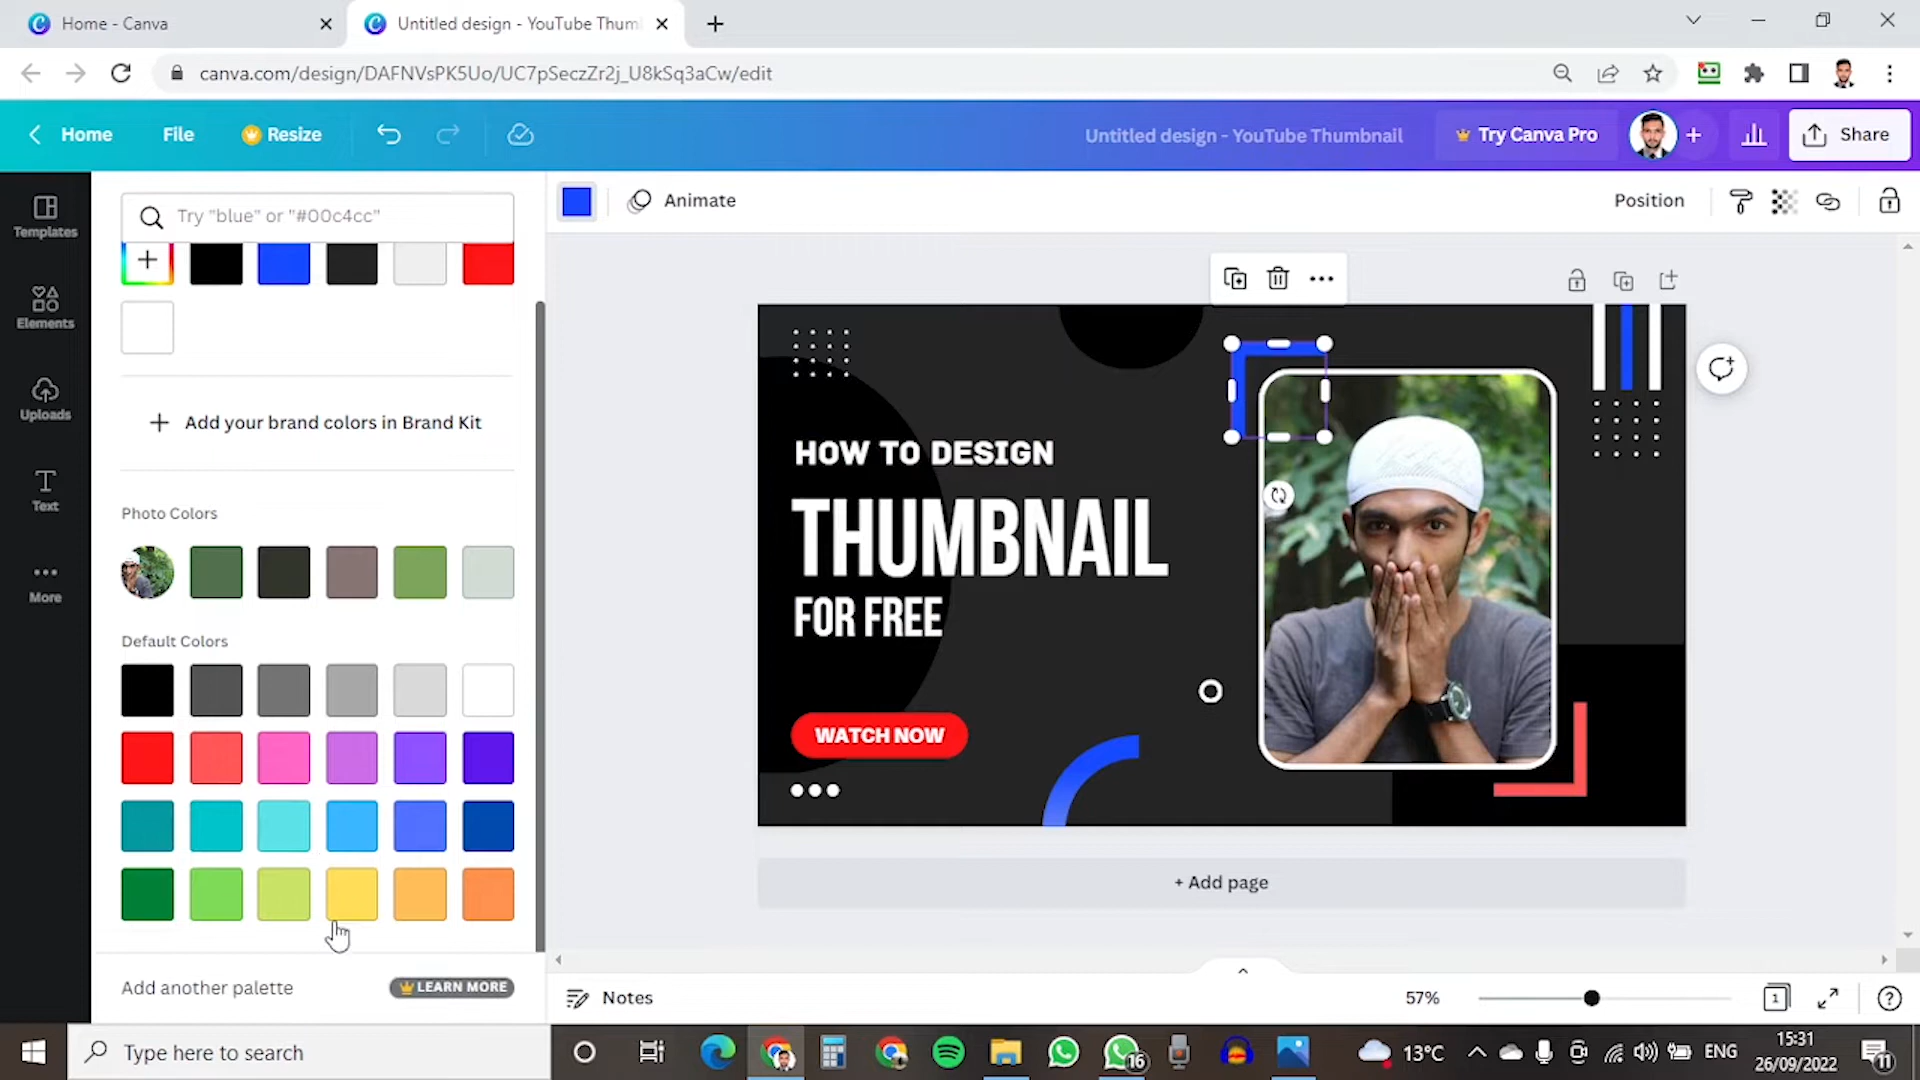 Home - Canva
Untitled design - YouTube Thum
canva.com/design/DAFNVsPK5Uo/UC7pSeczZr2j_U8kSq3aCw/edit
Home
File
Resize
Untitled design - YouTube Thumbnail
Try Canva Pro
Share
Templates
Elements
Uploads
Text
More
Try "blue" or "#00c4cc"
Add your brand colors in Brand Kit
Photo Colors
Default Colors
Add another palette
LEARN MORE
Animate
Position
HOW TO DESIGN
THUMBNAIL
FOR FREE
WATCH NOW
+ Add page
Notes
57%
1
Type here to search
16
13°C
ENG
15:31
26/09/2022
11